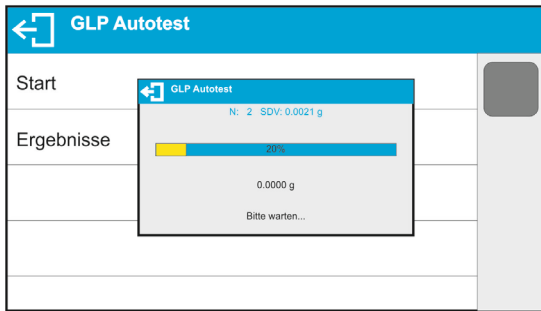 GLP Autotest
Start
Ergebnisse
GLP Autotest
N: 2 SDV: 0.0021 g
20%
0.0000 g
Bitte warten...